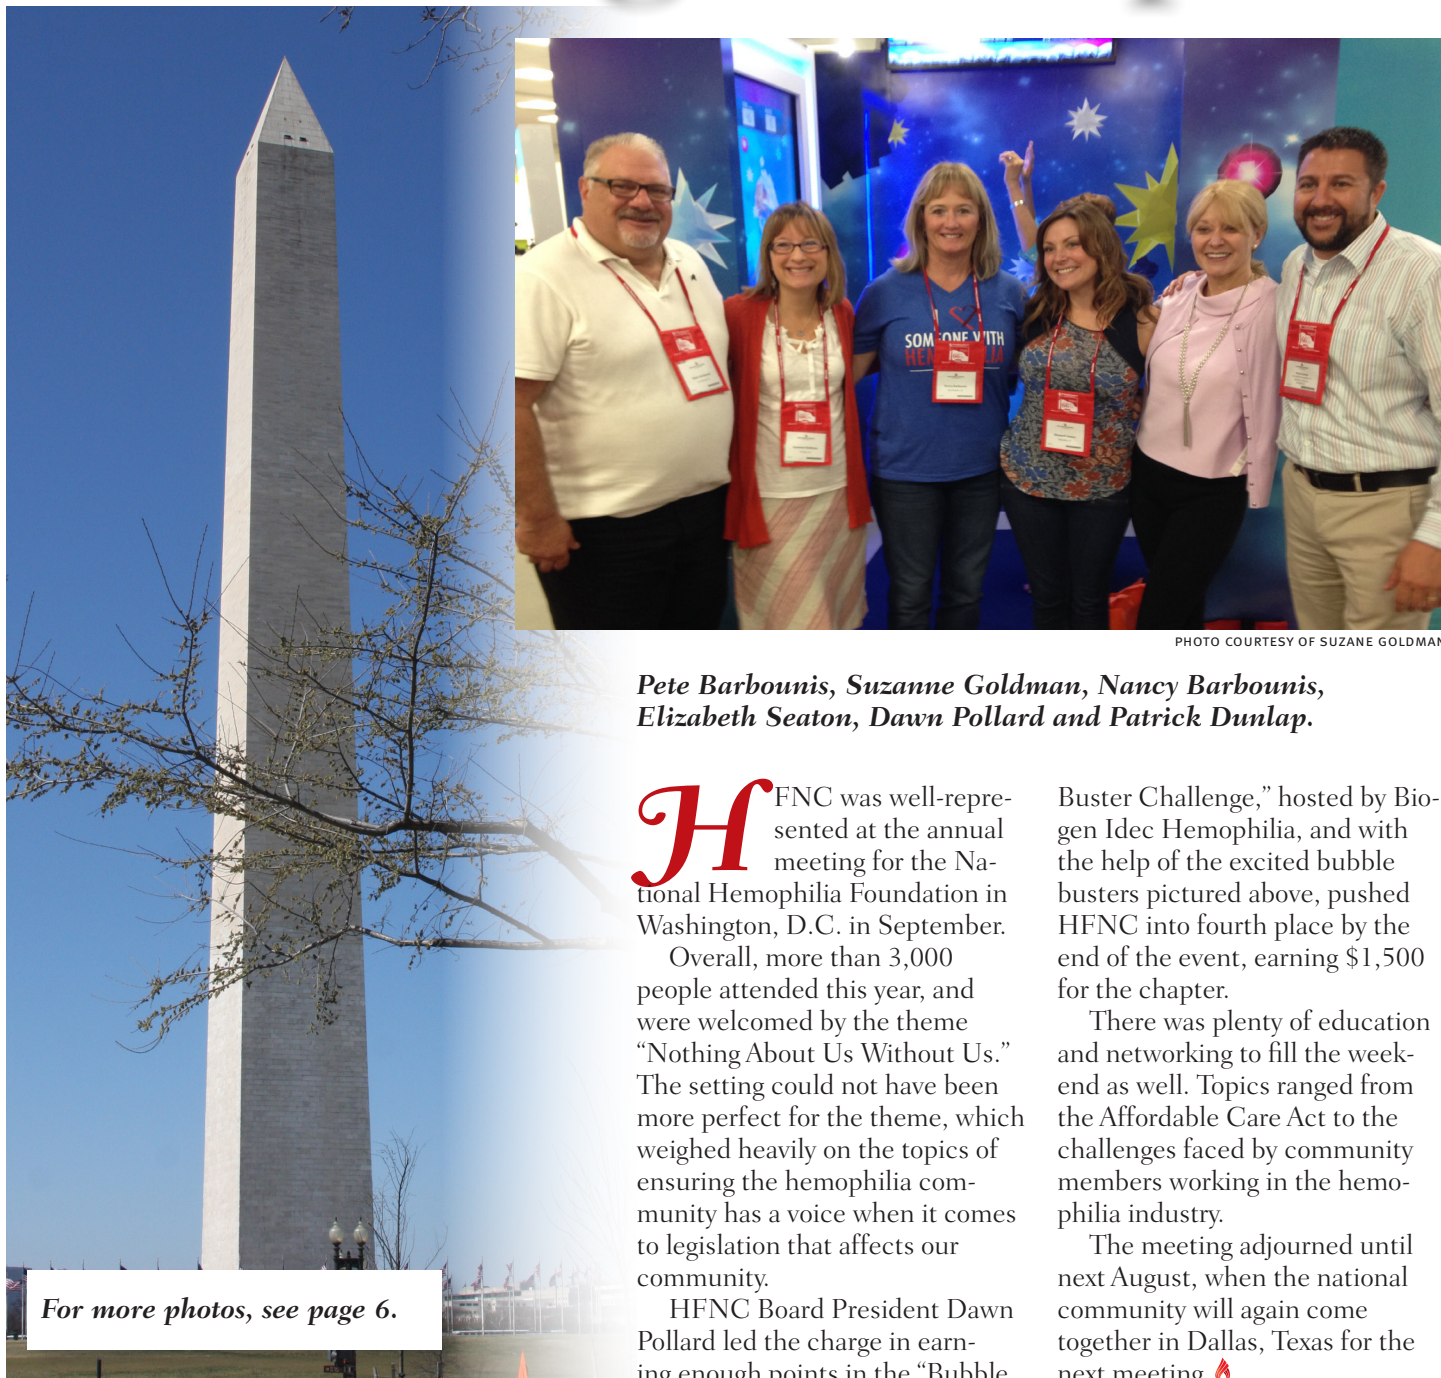 SOMEONE WITH
PHOTO COURTESY OF SUZANE GOLDMAN
Pete Barbounis, Suzanne Goldman, Nancy Barbounis,
Elizabeth Seaton, Dawn Pollard and Patrick Dunlap.
HFNC was well-repre-
sented at the annual
meeting for the Na-
tional Hemophilia Foundation in
Washington, D.C. in September.
Overall, more than 3,000
people attended this year, and
were welcomed by the theme
“Nothing About Us Without Us.”
The setting could not have been
more perfect for the theme, which
weighed heavily on the topics of
ensuring the hemophilia com-
munity has a voice when it comes
to legislation that affects our
community.
HFNC Board President Dawn
Pollard led the charge in earn-
ing enough points in the “Bubble
Buster Challenge,” hosted by Bio-
gen Idec Hemophilia, and with
the help of the excited bubble
busters pictured above, pushed
HFNC into fourth place by the
end of the event, earning $1,500
for the chapter.
There was plenty of education
and networking to fill the week-
end as well. Topics ranged from
the Affordable Care Act to the
challenges faced by community
members working in the hemo-
philia industry.
The meeting adjourned until
next August, when the national
community will again come
together in Dallas, Texas for the
next meeting.
For more photos, see page 6.